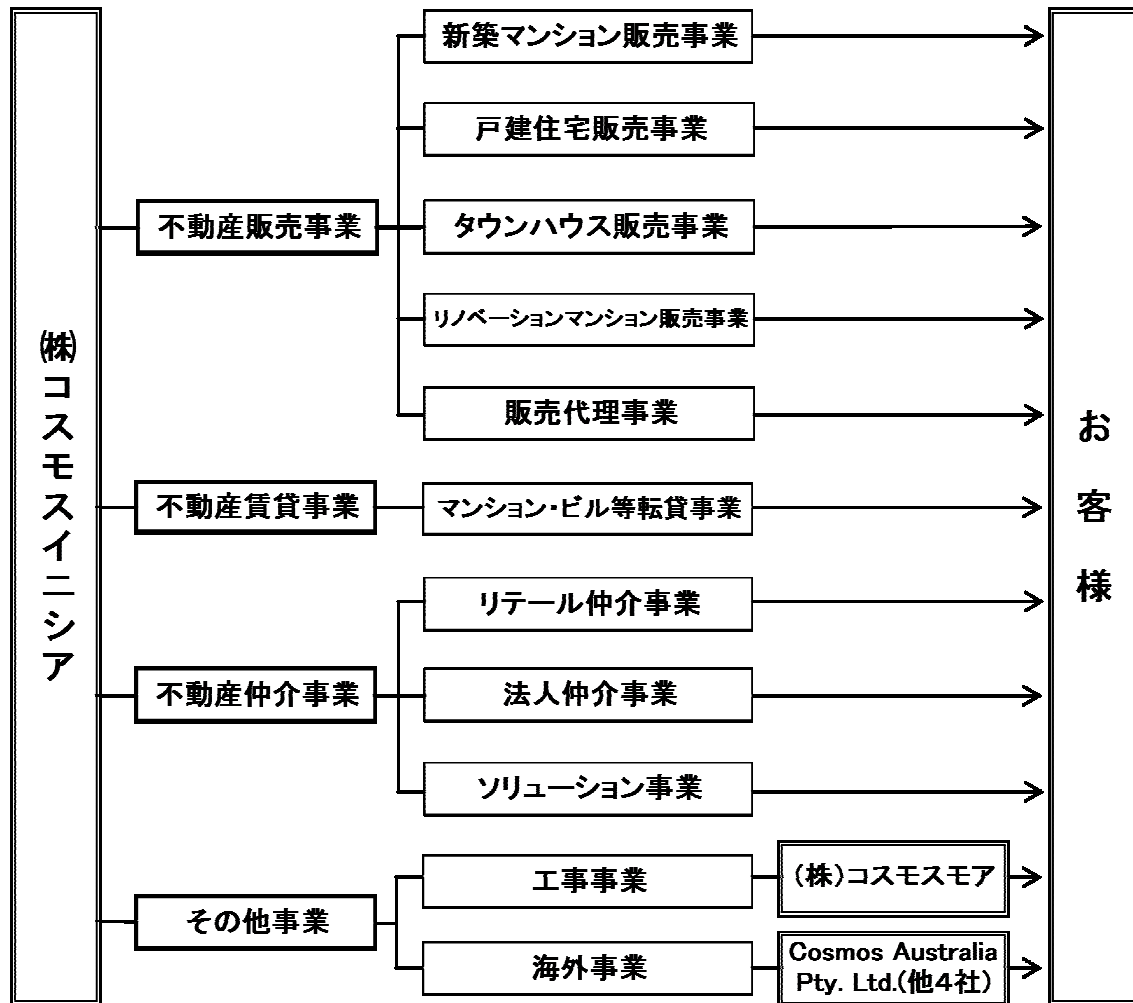 ㈱コスモスイニシア
不動産販売事業
新築マンション販売事業
戸建住宅販売事業
タウンハウス販売事業
リノベーションマンション販売事業
販売代理事業
不動産賃貸事業
マンション・ビル等転貸事業
不動産仲介事業
リテール仲介事業
法人仲介事業
ソリューション事業
その他事業
工事事業
(株)コスモスモア
海外事業
Cosmos Australia
Pty. Ltd.(他4社)
お客様